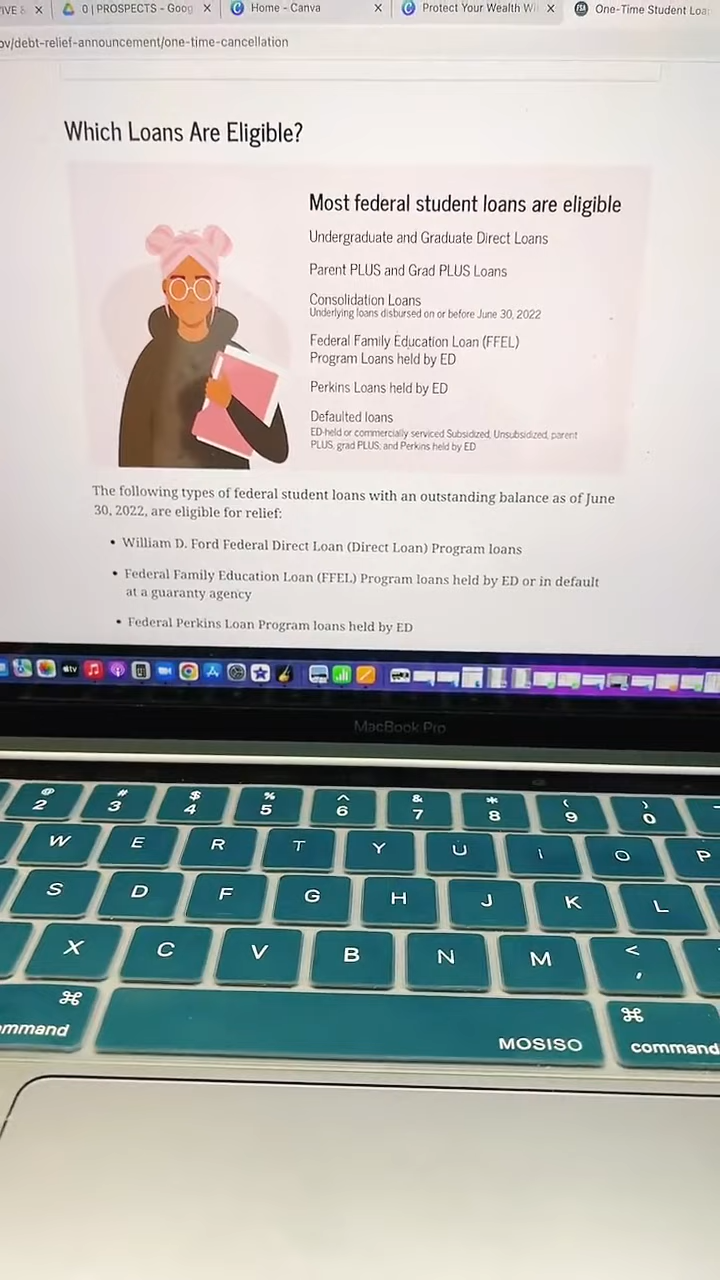 IVE &
0 | PROSPECTS - Goog
Home - Canva
Protect Your Wealth Wi
One-Time Student Loa
ov/debt-relief-announcement/one-time-cancellation
Which Loans Are Eligible?
Most federal student loans are eligible
Undergraduate and Graduate Direct Loans
Parent PLUS and Grad PLUS Loans
Consolidation Loans
Underlying loans disbursed on or before June 30, 2022
Federal Family Education Loan (FFEL)
Program Loans held by ED
Perkins Loans held by ED
Defaulted loans
ED-held or commercially serviced Subsidized, Unsubsidized, parent
PLUS, grad PLUS, and Perkins held by ED
The following types of federal student loans with an outstanding balance as of June
30, 2022, are eligible for relief:
• William D. Ford Federal Direct Loan (Direct Loan) Program loans
• Federal Family Education Loan (FFEL) Program loans held by ED or in default
at a guaranty agency
• Federal Perkins Loan Program loans held by ED
tv
MacBook Pro
@ # $ % ^ & * ( )
2 3 4 5 6 7 8 9 0
W E R T Y U I O P
S D F G H J K L
X C V B N M < ,
⌘ ⌘
ommand MOSISO command